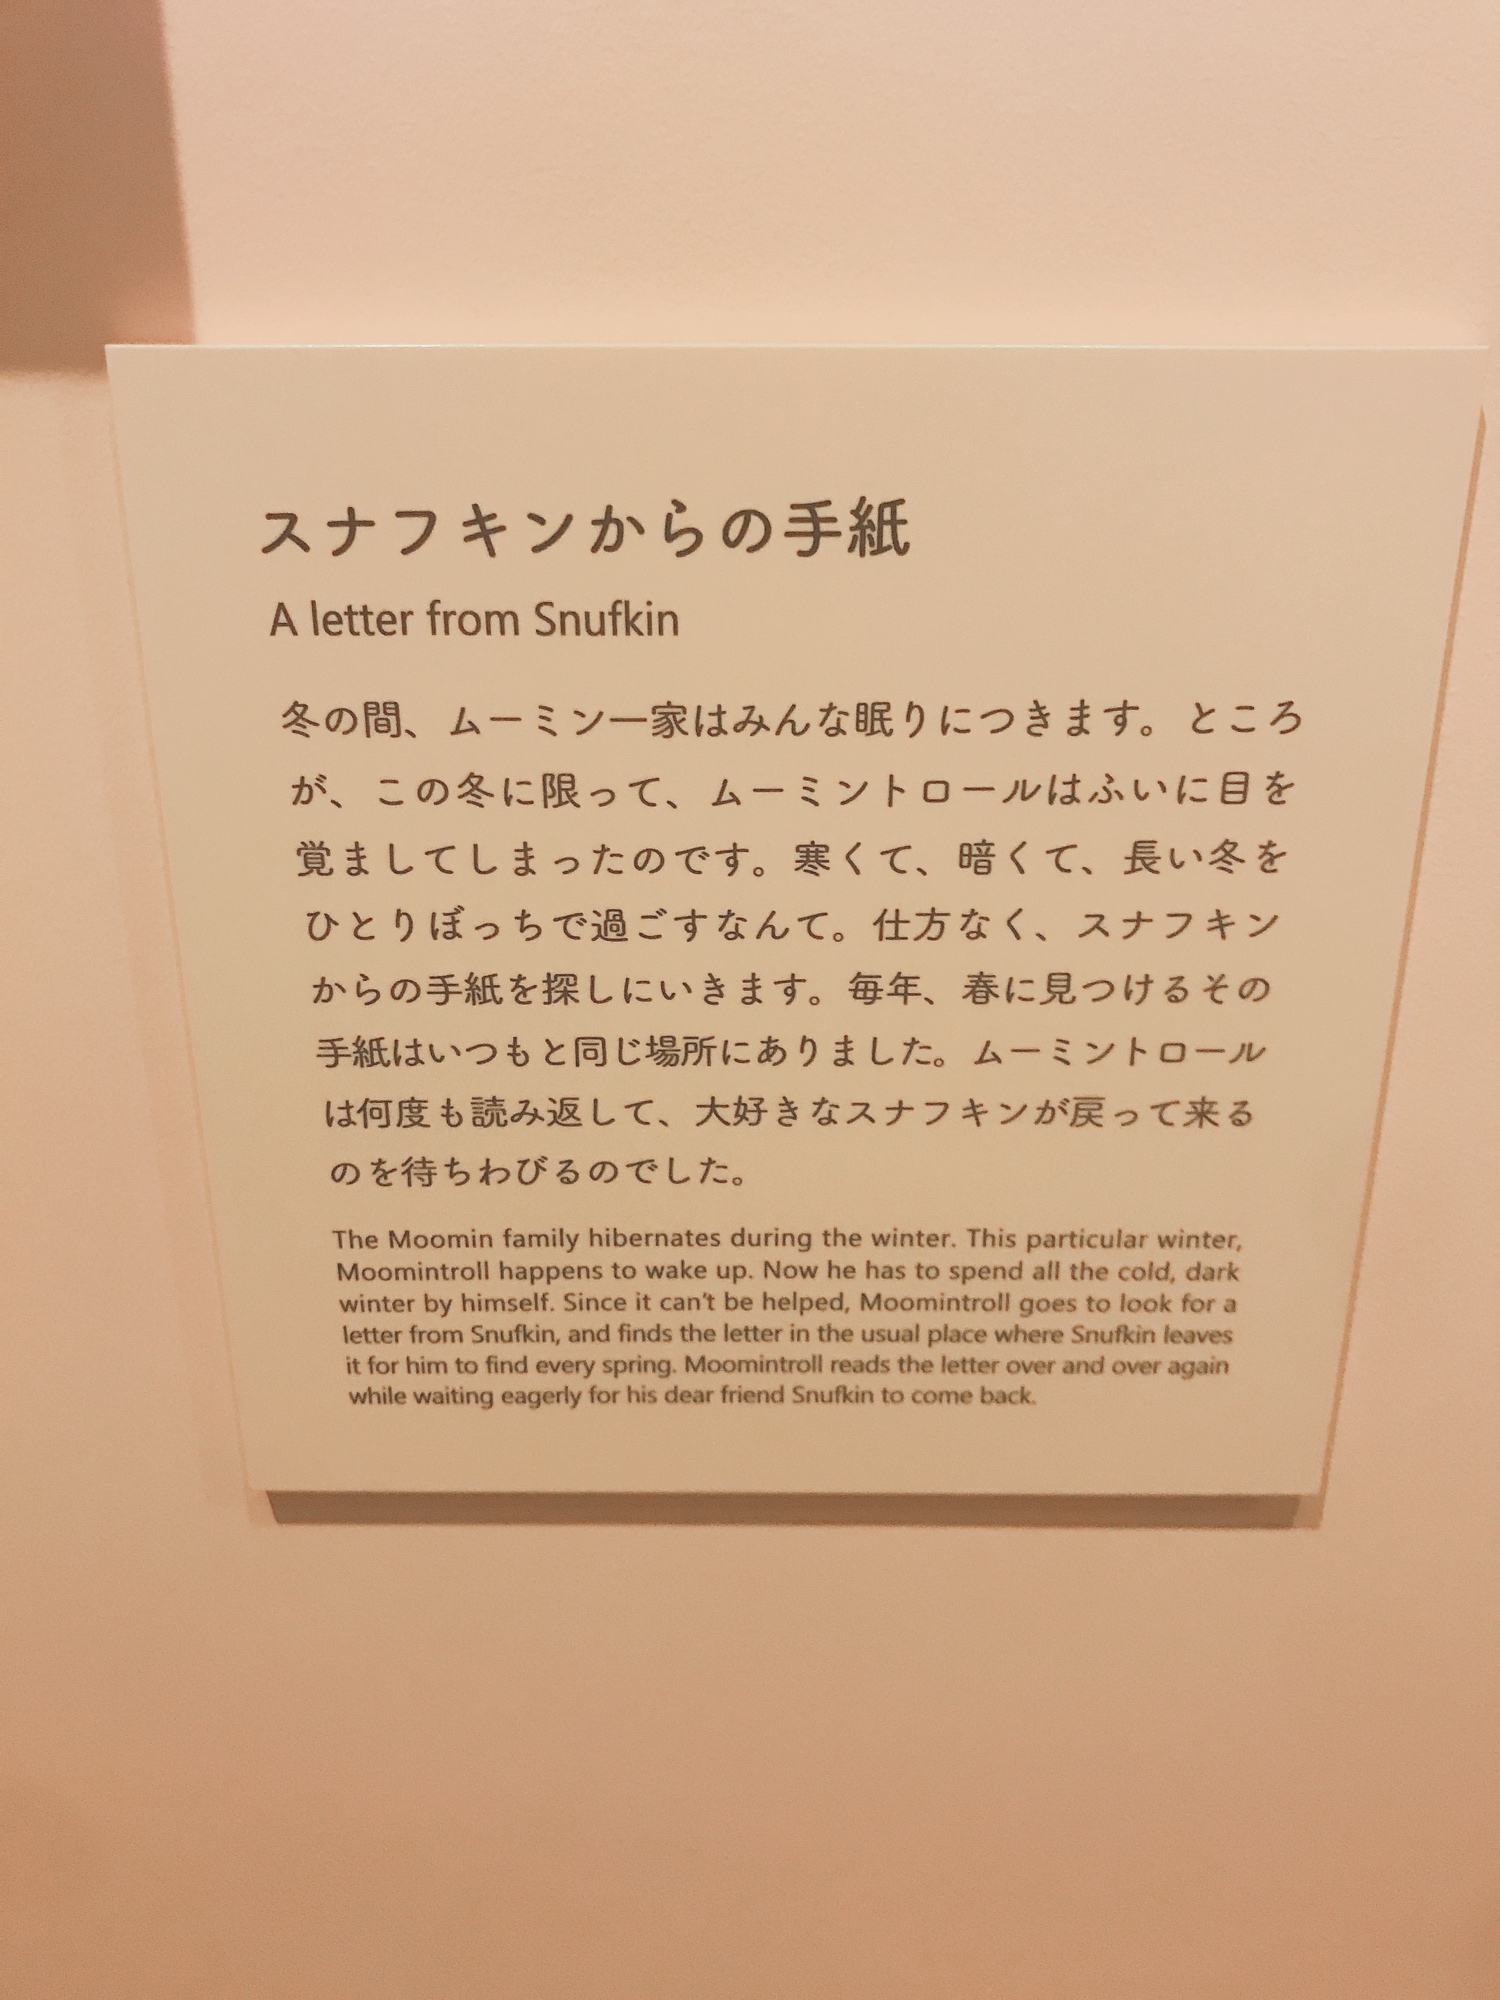 スナフキンからの手紙
A letter from Snufkin
冬の間、ムーミン一家はみんな眠りにつきます。ところ
が、この冬に限って、ムーミントロールはふいに目を
覚ましてしまったのです。寒くて、暗くて、長い冬を
ひとりぼっちで過ごすなんて。仕方なく、スナフキン
からの手紙を探しにいきます。毎年、春に見つけるその
手紙はいつもと同じ場所にありました。ムーミントロール
は何度も読み返して、大好きなスナフキンが戻って来る
のを待ちわびるのでした。
The Moomin family hibernates during the winter. This particular winter,
Moomintroll happens to wake up. Now he has to spend all the cold, dark
winter by himself. Since it can't be helped, Moomintroll goes to look for a
letter from Snufkin, and finds the letter in the usual place where Snufkin leaves
it for him to find every spring. Moomintroll reads the letter over and over again
while waiting eagerly for his dear friend Snufkin to come back.